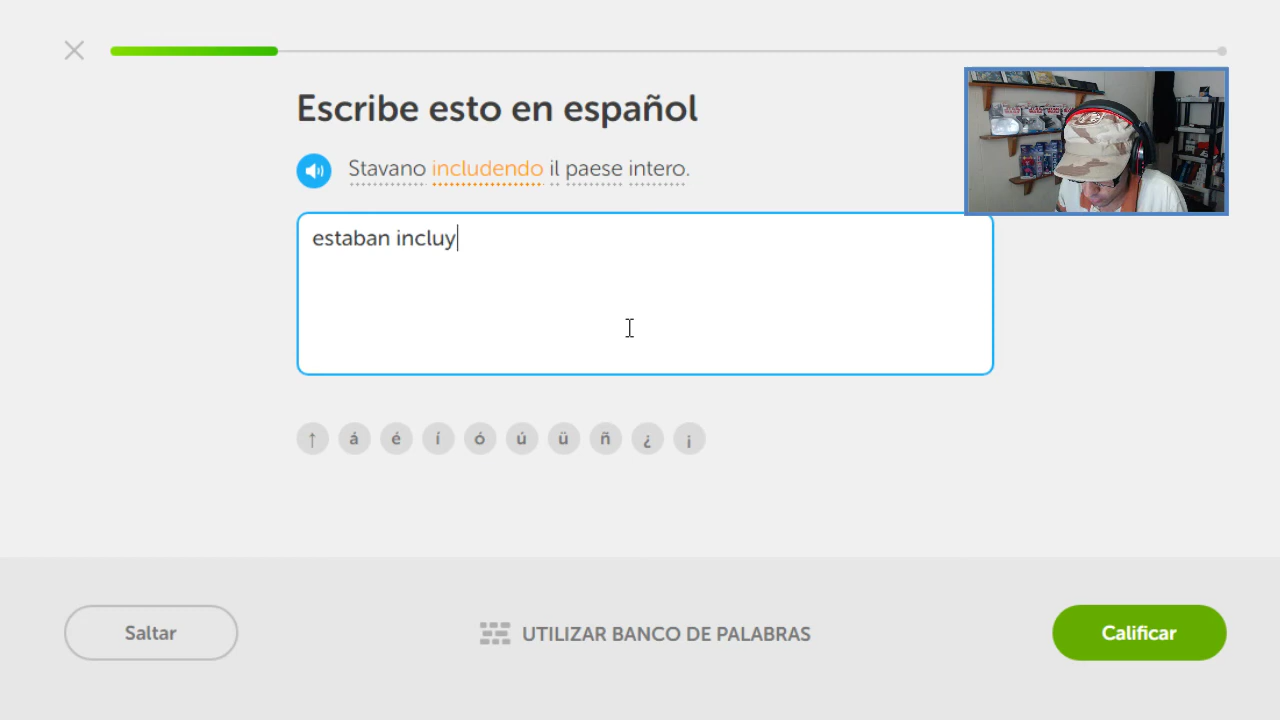 Escribe esto en español
Stavano includendo il paese intero.
estaban incluy
↑ á é í ó ú ü ñ ¿ ¡
Saltar
UTILIZAR BANCO DE PALABRAS
Calificar